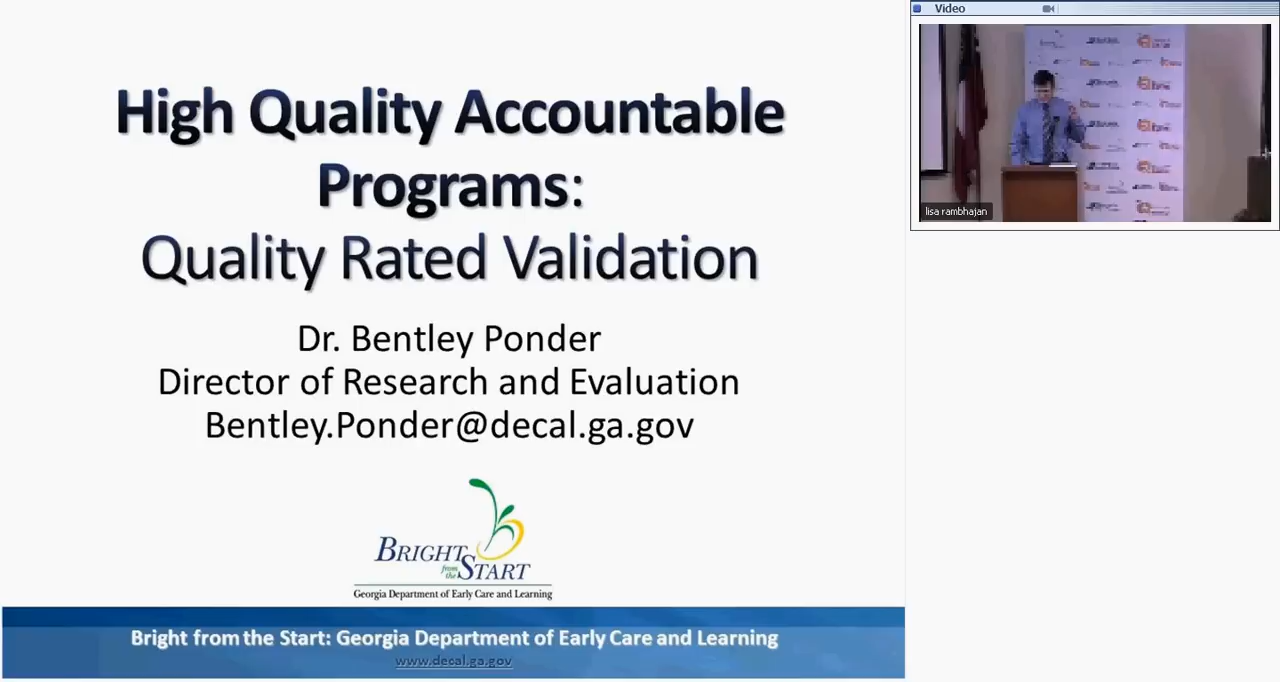 High Quality Accountable
Programs:
Quality Rated Validation
Dr. Bentley Ponder
Director of Research and Evaluation
Bentley.Ponder@decal.ga.gov
BRIGHT
from
the START
Georgia Department of Early Care and Learning
Bright from the Start: Georgia Department of Early Care and Learning
www.decal.ga.gov
Video
lisa rambhajan